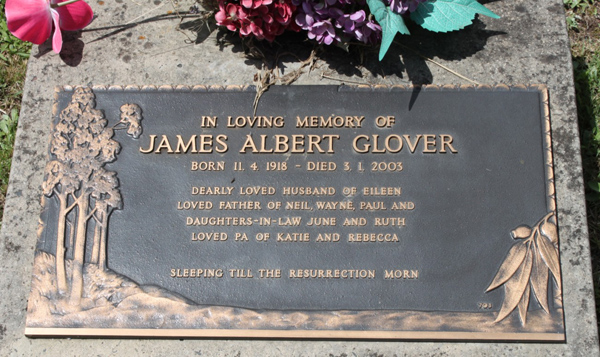 IN LOVING MEMORY OF
JAMES ALBERT GLOVER
BORN 11. 4. 1918 - DIED 3. 1. 2003
DEARLY LOVED HUSBAND OF EILEEN
LOVED FATHER OF NEIL, WAYNE, PAUL AND
DAUGHTERS-IN-LAW JUNE AND RUTH
LOVED PA OF KATIE AND REBECCA
SLEEPING TILL THE RESURRECTION MORN